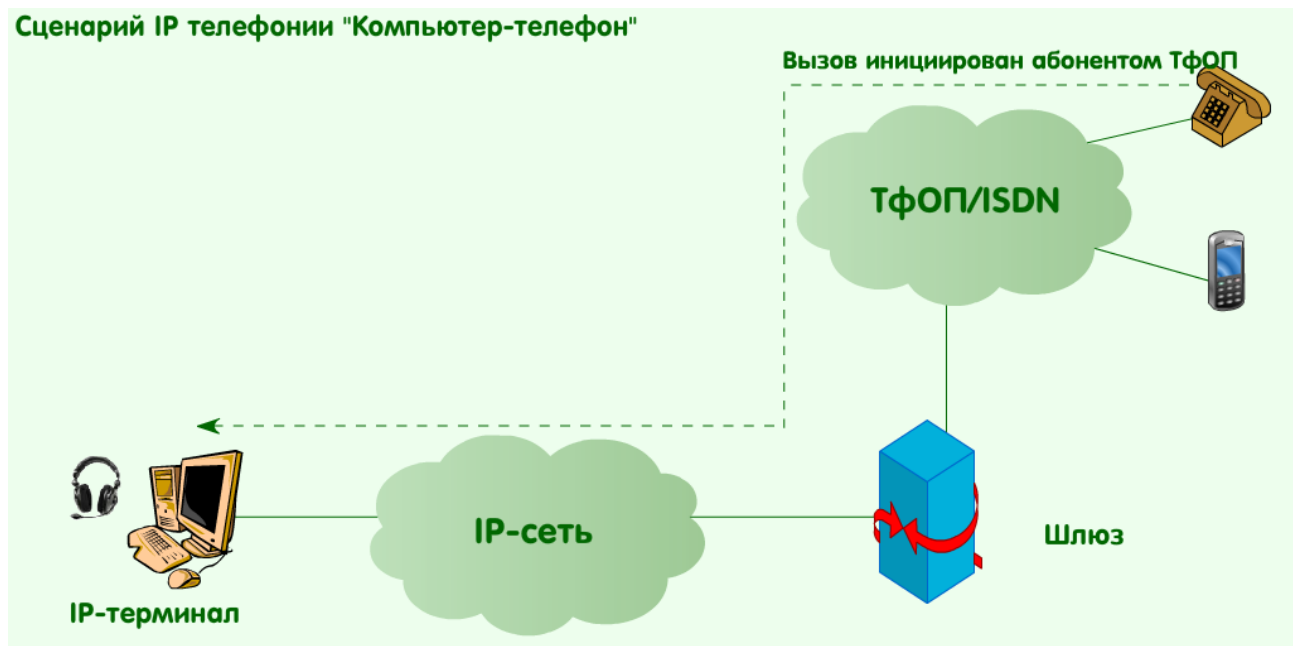 Сценарий IP телефонии "Компьютер-телефон"
Вызов инициирован абонентом ТфОП
ТфОП/ISDN
IP-сеть
Шлюз
IP-терминал